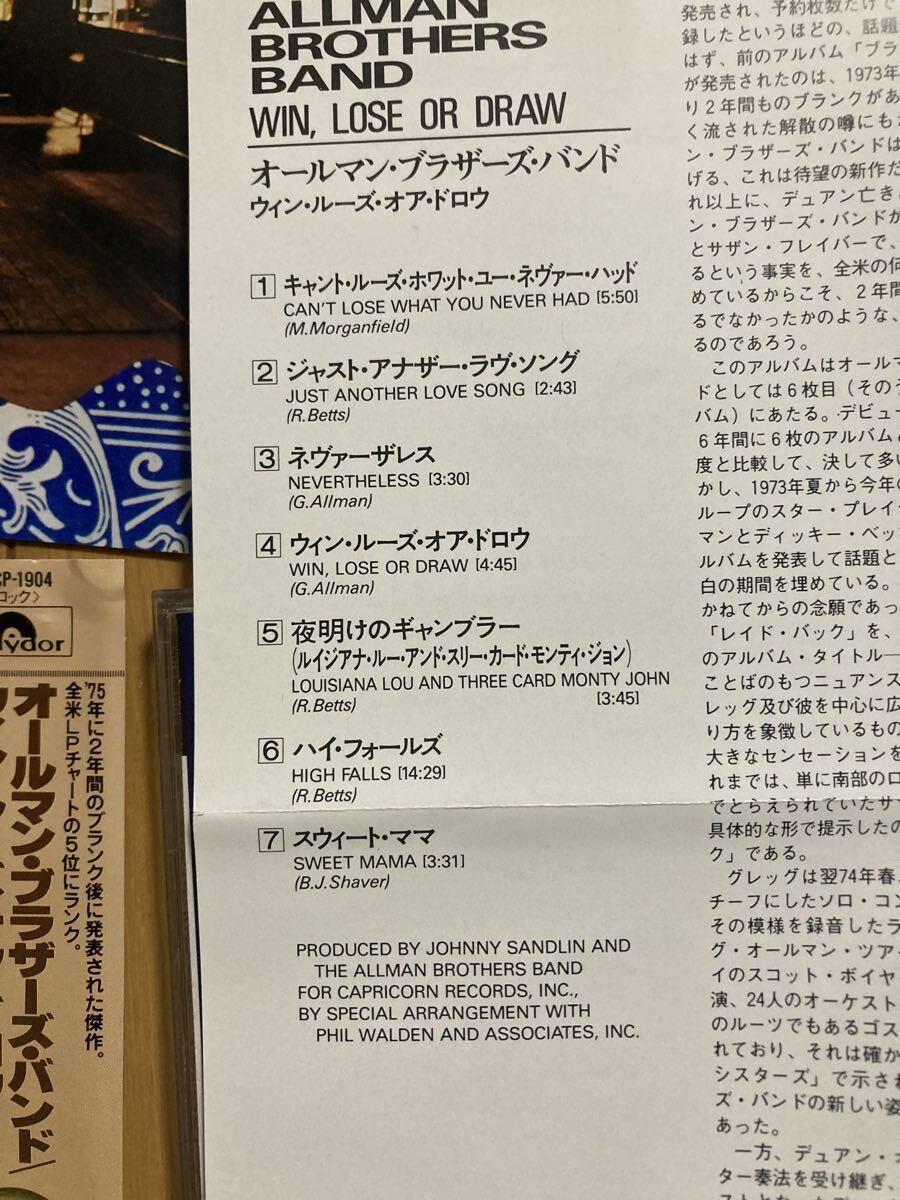 ALLMAN
BROTHERS
BAND
WIN, LOSE OR DRAW
オールマン・ブラザーズ・バンド
ウィン・ルーズ・オア・ドロウ
1 キャント・ルーズ・ホワット・ユー・ネヴァー・ハッド
CAN'T LOSE WHAT YOU NEVER HAD [5:50]
(M.Morganfield)
2 ジャスト・アナザー・ラヴ・ソング
JUST ANOTHER LOVE SONG [2:43]
(R.Betts)
3 ネヴァーザレス
NEVERTHELESS [3:30]
(G.Allman)
4 ウィン・ルーズ・オア・ドロウ
WIN, LOSE OR DRAW [4:45]
(G.Allman)
5 夜明けのギャンブラー
(ルイジアナ・ルー・アンド・スリー・カード・モンティ・ジョン)
LOUISIANA LOU AND THREE CARD MONTY JOHN
(R.Betts) [3:45]
6 ハイ・フォールズ
HIGH FALLS [14:29]
(R.Betts)
7 スウィート・ママ
SWEET MAMA [3:31]
(B.J.Shaver)
PRODUCED BY JOHNNY SANDLIN AND
THE ALLMAN BROTHERS BAND
FOR CAPRICORN RECORDS, INC.,
BY SPECIAL ARRANGEMENT WITH
PHIL WALDEN AND ASSOCIATES, INC.
発売され、予約枚数だけで
録したというほどの、話題
はず、前のアルバム「ブラ
が発売されたのは、1973年
り2年間ものブランクがあ
く流された解散の噂にも
ン・ブラザーズ・バンドは
げる、これは待望の新作だ
れ以上に、デュアン亡き
ン・ブラザーズ・バンドが
とサザン・フレイバーで、
るという事実を、全米の何
めているからこそ、2年間
るでなかったかのような、
るのであろう。
このアルバムはオールマ
ドとしては6枚目（そのう
バム）にあたる。デビュー
6年間に6枚のアルバム
度と比較して、決して多い
かし、1973年夏から今年の
ループのスター・プレイ
マンとディッキー・ベッ
ルバムを発表して話題と
白の期間を埋めている。
かねてからの念願であっ
「レイド・バック」を、
のアルバム・タイトル—
ことばのもつニュアンス
レッグ及び彼を中心に広
り方を象徴しているもの
大きなセンセーションを
れまでは、単に南部のロ
でとらえられていたサ
具体的な形で提示したの
ク」である。
グレッグは翌74年春、
チーフにしたソロ・コン
その模様を録音したラ
グ・オールマン・ツアー
イのスコット・ボイヤ
演、24人のオーケスト
のルーツでもあるゴス
れており、それは確か
シスターズ」で示され
ズ・バンドの新しい姿
あった。
一方、デュアン・
ター奏法を受け継ぎ、
CP-1904
ロック〉
lydor
'75年に2年間のブランク後に発表された傑作。
全米LPチャートの5位にランク。
オールマン・ブラザーズ・バンド/